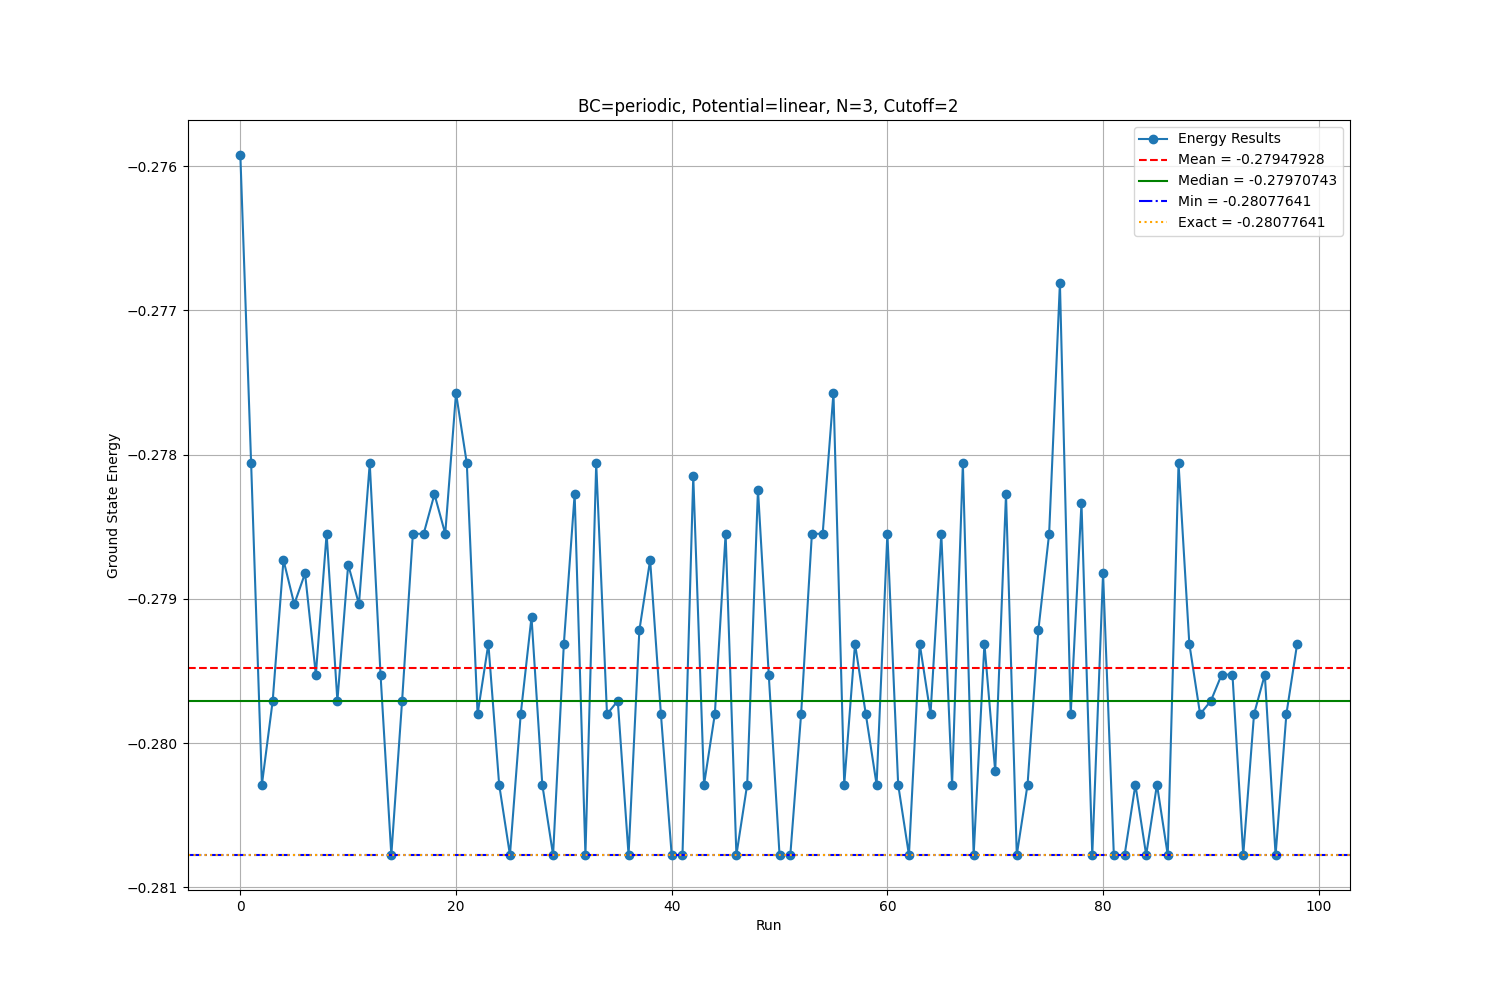 BC=periodic, Potential=linear, N=3, Cutoff=2
Energy Results
Mean = -0.27947928
Median = -0.27970743
Min = -0.28077641
Exact = -0.28077641
Ground State Energy
−0.276
−0.277
−0.278
−0.279
−0.280
−0.281
0 20 40 60 80 100
Run